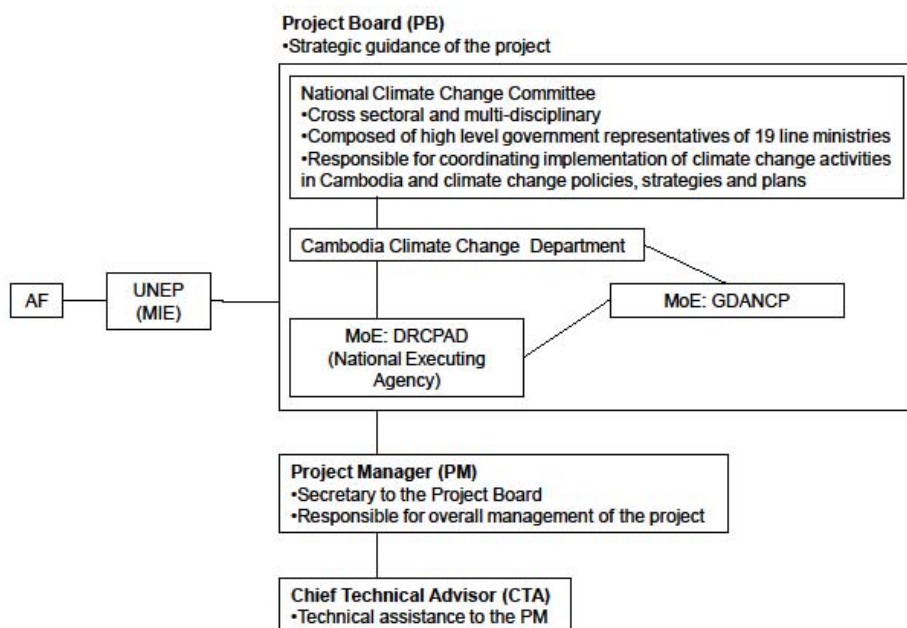 Project Board (PB)
•Strategic guidance of the project
National Climate Change Committee
•Cross sectoral and multi-disciplinary
•Composed of high level government representatives of 19 line ministries
•Responsible for coordinating implementation of climate change activities
in Cambodia and climate change policies, strategies and plans
Cambodia Climate Change Department
AF
UNEP
(MIE)
MoE: GDANCP
MoE: DRCPAD
(National Executing
Agency)
Project Manager (PM)
•Secretary to the Project Board
•Responsible for overall management of the project
Chief Technical Advisor (CTA)
•Technical assistance to the PM